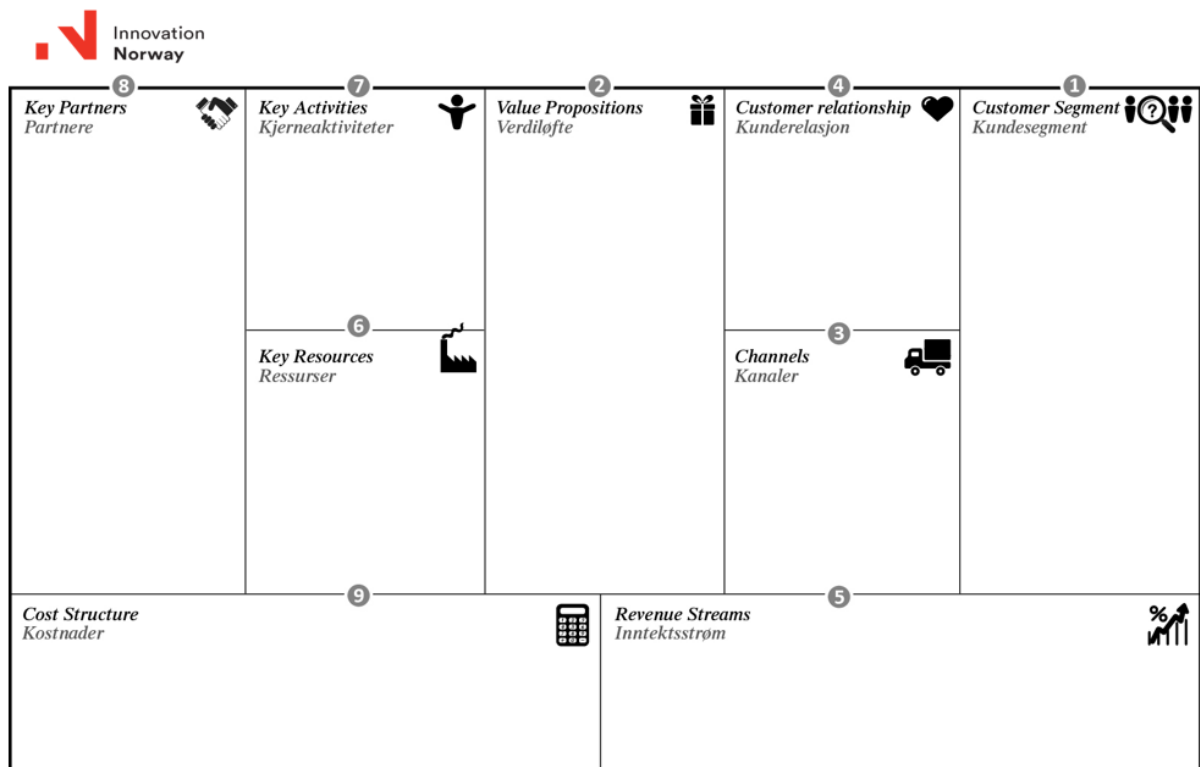 Innovation
Norway
8
Key Partners
Partnere
7
Key Activities
Kjerneaktiviteter
2
Value Propositions
Verdiløfte
4
Customer relationship
Kunderelasjon
1
Customer Segment
Kundesegment
?
6
Key Resources
Ressurser
3
Channels
Kanaler
9
Cost Structure
Kostnader
5
Revenue Streams
Inntektsstrøm
%